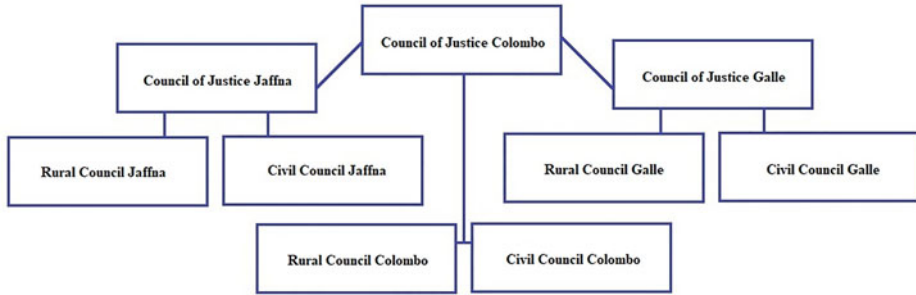 Council of Justice Colombo
Council of Justice Jaffna
Council of Justice Galle
Rural Council Jaffna
Civil Council Jaffna
Rural Council Galle
Civil Council Galle
Rural Council Colombo
Civil Council Colombo